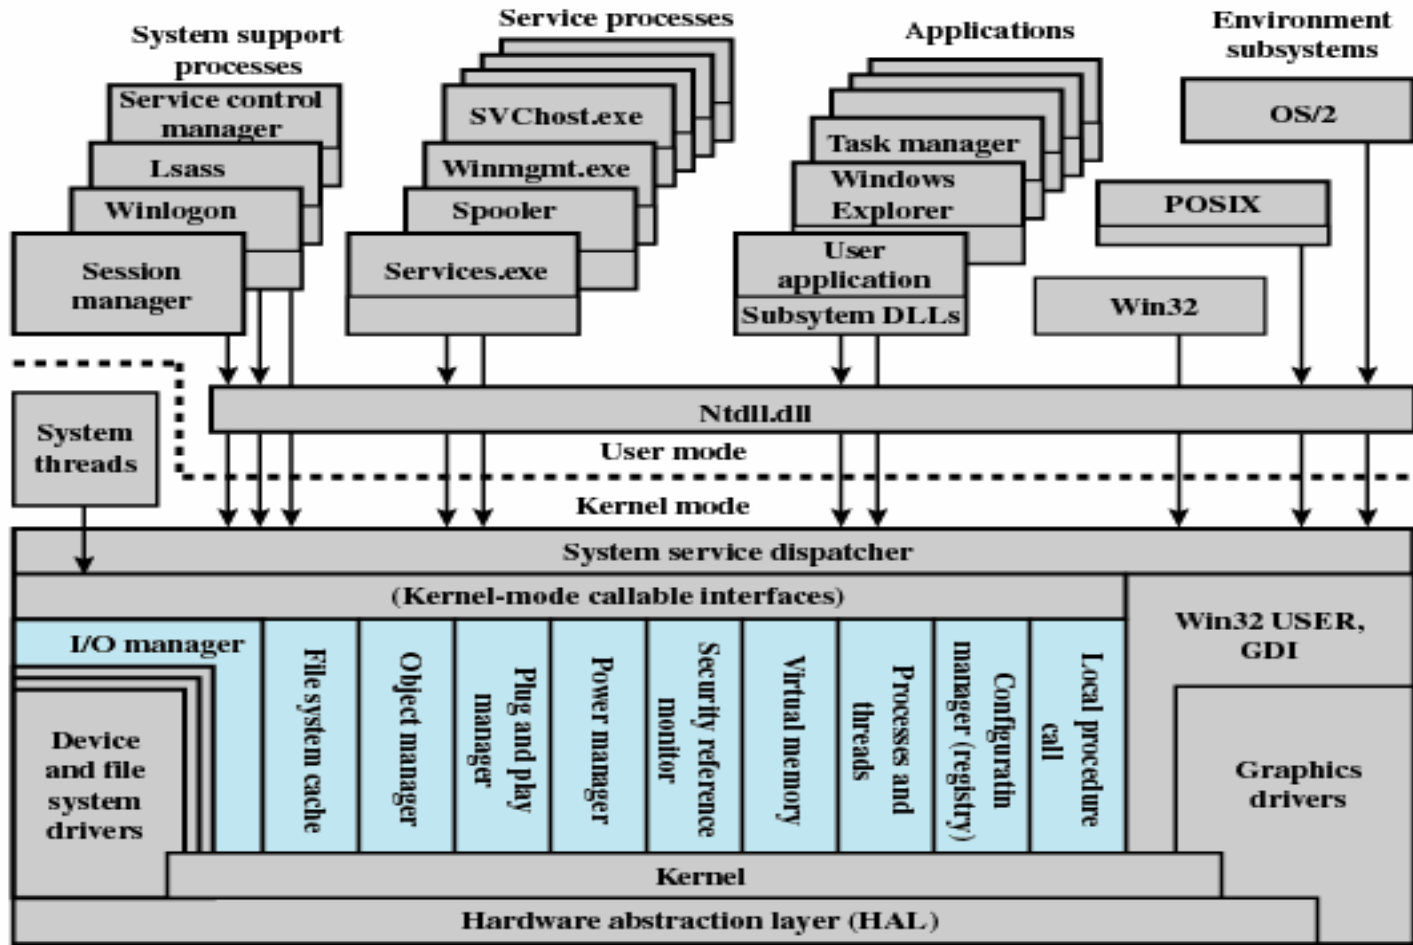 System support
processes
Service processes
Applications
Environment
subsystems
Service control
manager
Lsass
Winlogon
Session
manager
SVChost.exe
Winmgmt.exe
Spooler
Services.exe
Task manager
Windows
Explorer
User
application
Subsytem DLLs
OS/2
POSIX
Win32
System
threads
Ntdll.dll
User mode
Kernel mode
System service dispatcher
(Kernel-mode callable interfaces)
I/O manager
Device
and file
system
drivers
File system cache
Object manager
Plug and play
manager
Power manager
Security reference
monitor
Virtual memory
Processes and
threads
Configuratin
manager (registry)
Local procedure
call
Win32 USER,
GDI
Graphics
drivers
Kernel
Hardware abstraction layer (HAL)